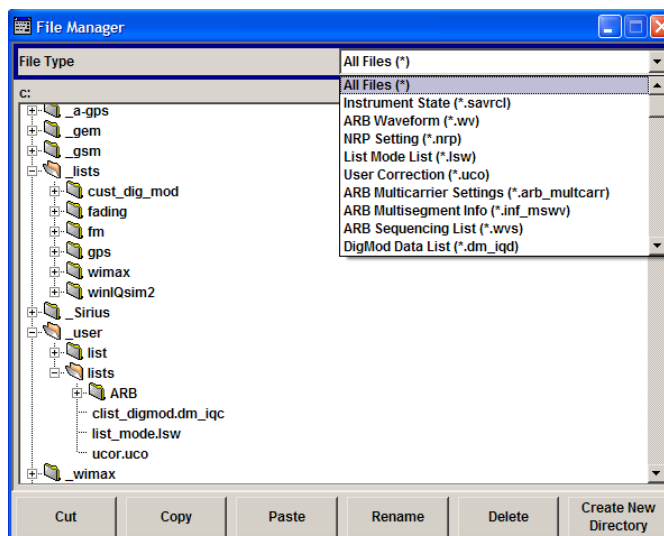 File Manager
File Type
All Files (*)
All Files (*)
Instrument State (*.savrcl)
ARB Waveform (*.wv)
NRP Setting (*.nrp)
List Mode List (*.lsw)
User Correction (*.uco)
ARB Multicarrier Settings (*.arb_multcarr)
ARB Multisegment Info (*.inf_mswv)
ARB Sequencing List (*.wvs)
DigMod Data List (*.dm_iqd)
c:
_a-gps
_gem
_gsm
_lists
cust_dig_mod
fading
fm
gps
wimax
winIQsim2
_Sirius
_user
list
lists
ARB
clist_digmod.dm_iqc
list_mode.lsw
ucor.uco
_wimax
Cut
Copy
Paste
Rename
Delete
Create New
Directory